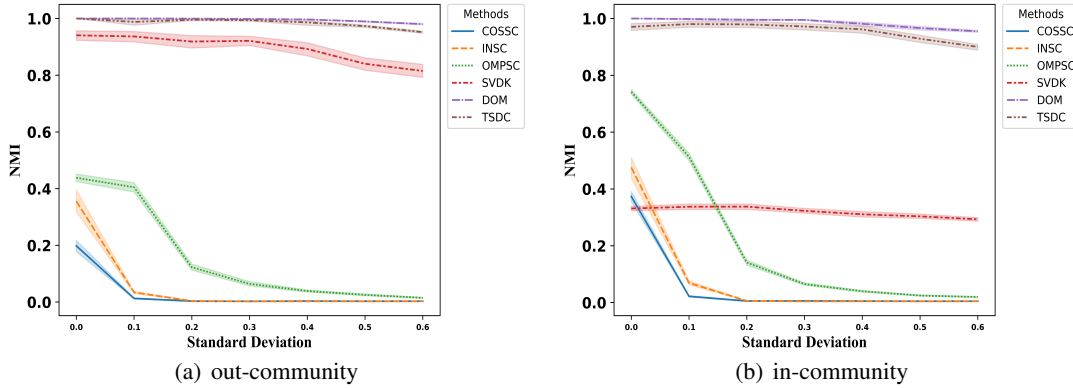 1.0
0.8
0.6
0.4
0.2
0.0
NMI
0.0 0.1 0.2 0.3 0.4 0.5 0.6
Standard Deviation
Methods
COSSC
INSC
OMPSC
SVDK
DOM
TSDC
(a) out-community
1.0
0.8
0.6
0.4
0.2
0.0
NMI
0.0 0.1 0.2 0.3 0.4 0.5 0.6
Standard Deviation
Methods
COSSC
INSC
OMPSC
SVDK
DOM
TSDC
(b) in-community